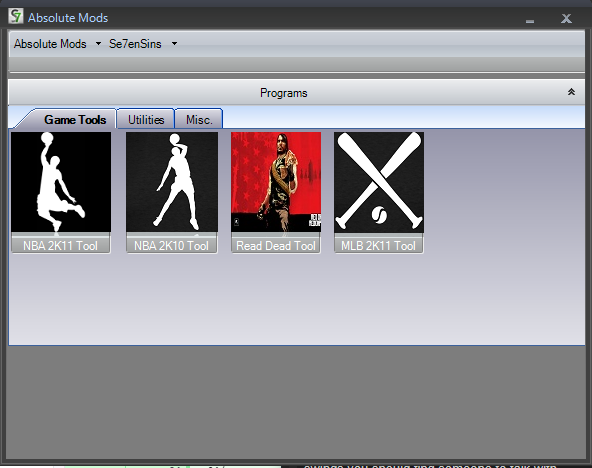 Absolute Mods
Absolute Mods Se7enSins
Programs
Game Tools Utilities Misc.
NBA 2K11 Tool NBA 2K10 Tool Read Dead Tool MLB 2K11 Tool